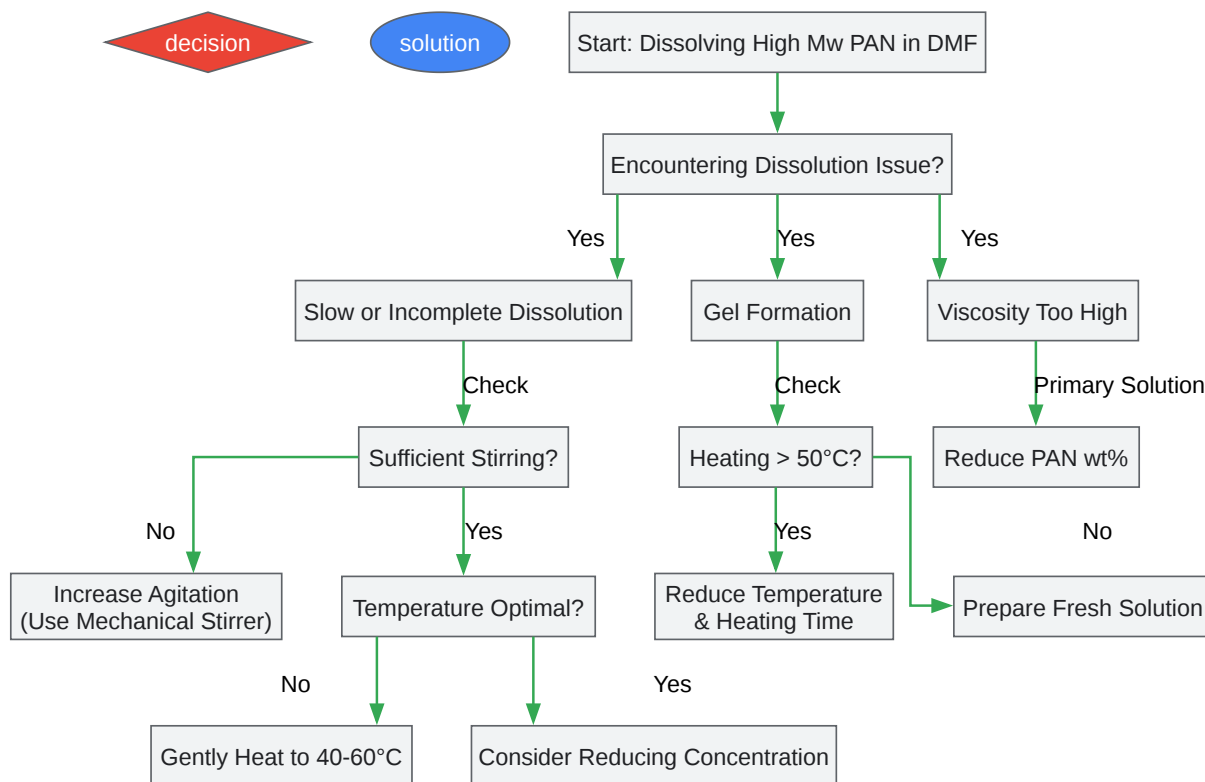 decision
solution
Start: Dissolving High Mw PAN in DMF
Encountering Dissolution Issue?
Yes
Yes
Yes
Slow or Incomplete Dissolution
Gel Formation
Viscosity Too High
Check
Check
Primary Solution
Sufficient Stirring?
Heating > 50°C?
Reduce PAN wt%
No
Yes
Yes
No
Increase Agitation
(Use Mechanical Stirrer)
Temperature Optimal?
Reduce Temperature
& Heating Time
Prepare Fresh Solution
No
Yes
Gently Heat to 40-60°C
Consider Reducing Concentration